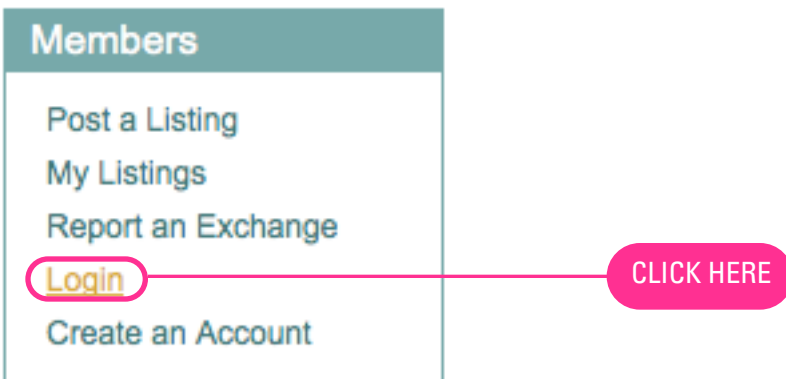 Members
Post a Listing
My Listings
Report an Exchange
Login
CLICK HERE
Create an Account